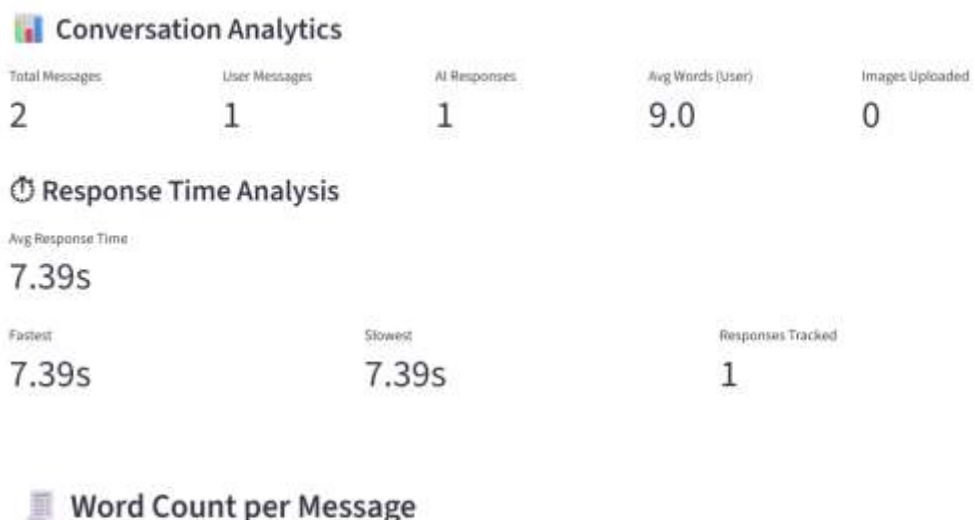 Conversation Analytics
Total Messages User Messages AI Responses Avg Words (User) Images Uploaded
2 1 1 9.0 0
Response Time Analysis
Avg Response Time
7.39s
Fastest Slowest Responses Tracked
7.39s 7.39s 1
Word Count per Message